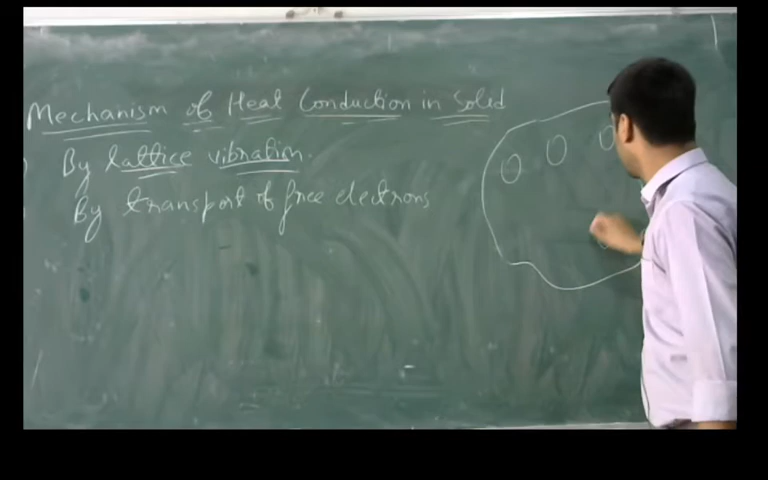 Mechanism of Heat Conduction in Solid
By lattice vibration.
By transport of free electrons